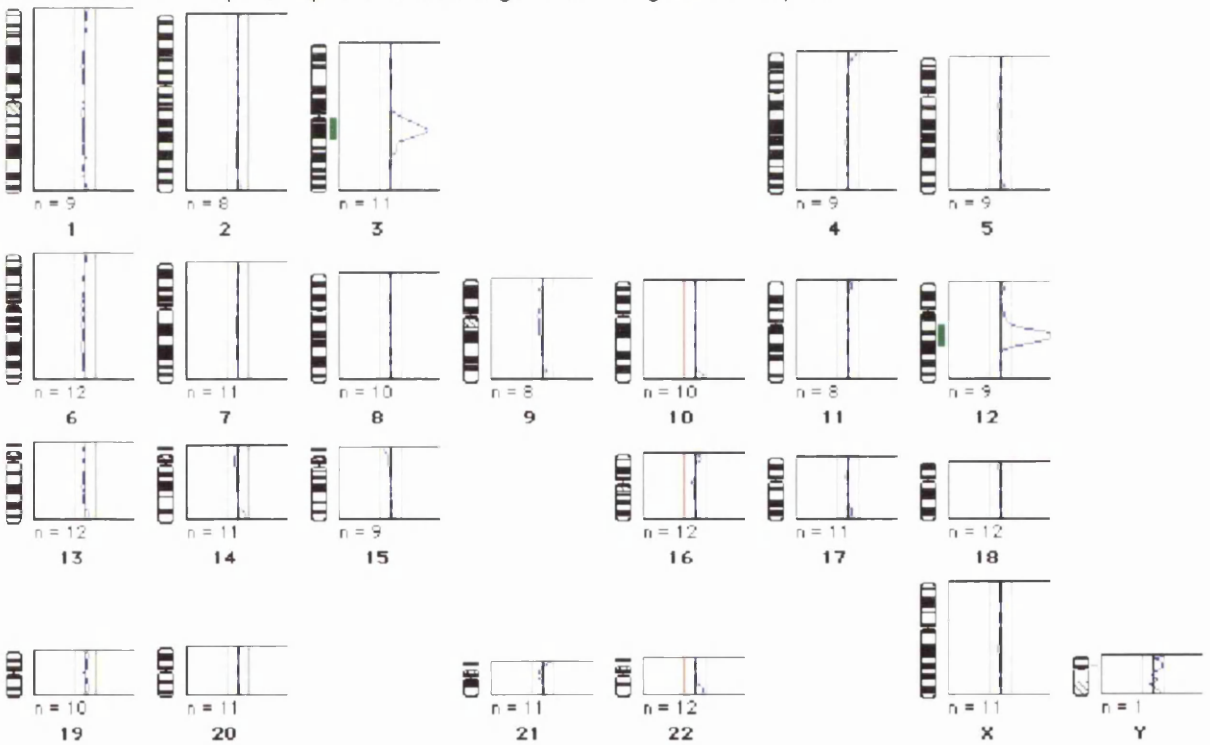 n = 9 n = 8 n = 11 n = 9 n = 9
1 2 3 4 5
n = 12 n = 11 n = 10 n = 8 n = 10 n = 8 n = 9
6 7 8 9 10 11 12
n = 12 n = 11 n = 9 n = 12 n = 11 n = 12
13 14 15 16 17 18
n = 10 n = 11 n = 11 n = 12 n = 11 n = 1
19 20 21 22 X Y